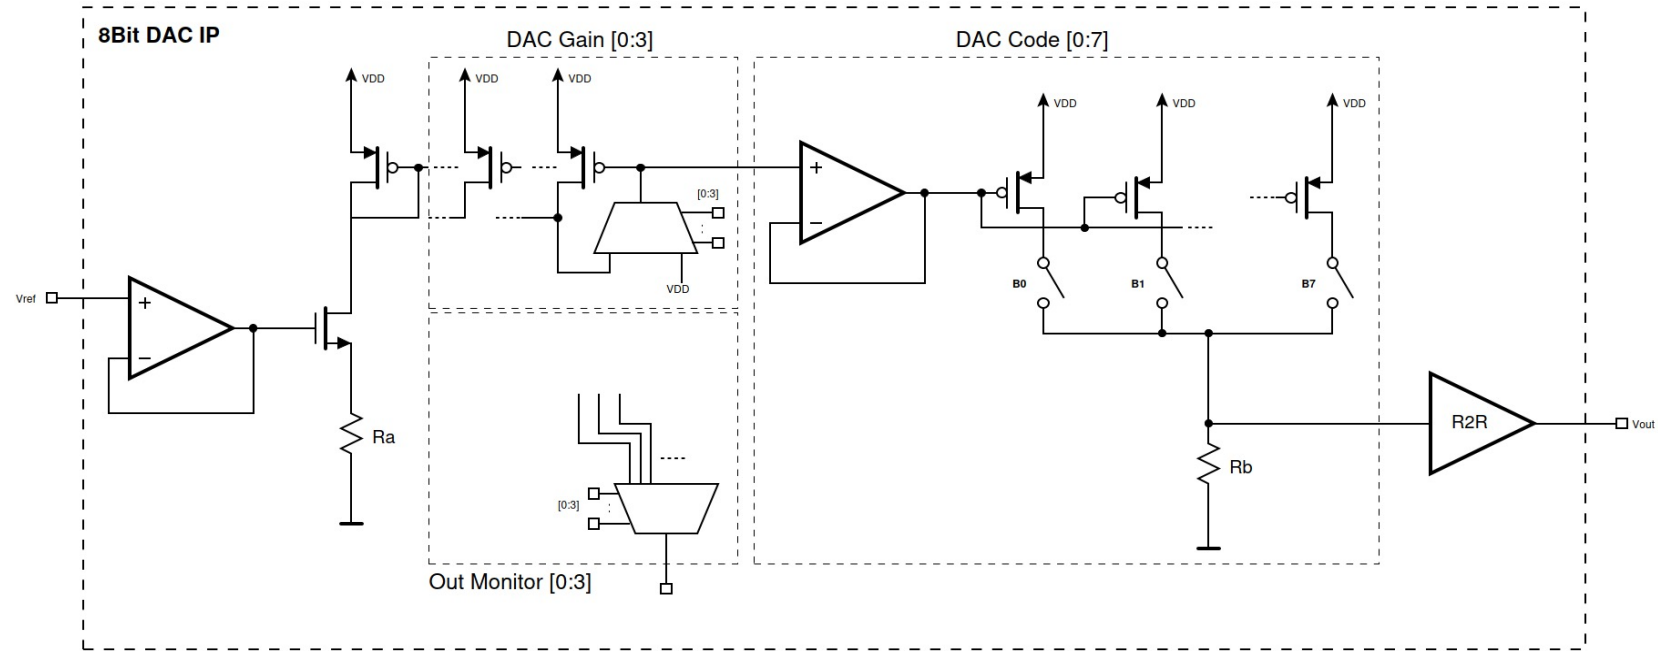 8Bit DAC IP
DAC Gain [0:3]
DAC Code [0:7]
VDD
VDD
VDD
VDD
VDD
VDD
+
[0:3]
:
−
VDD
B0
B1
B7
Vref
+
−
Ra
R2R
Vout
Rb
[0:3]
:
Out Monitor [0:3]